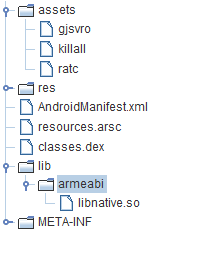 assets
gjsvro
killall
ratc
res
AndroidManifest.xml
resources.arsc
classes.dex
lib
armeabi
libnative.so
META-INF